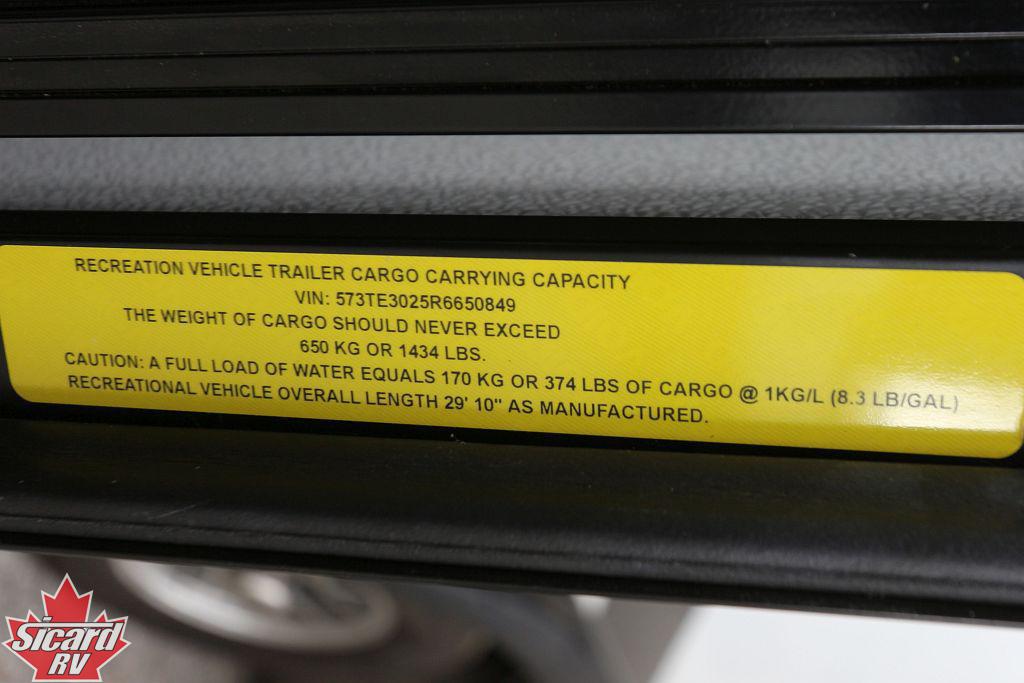 RECREATION VEHICLE TRAILER CARGO CARRYING CAPACITY
VIN: 573TE3025R6650849
THE WEIGHT OF CARGO SHOULD NEVER EXCEED
650 KG OR 1434 LBS.
CAUTION: A FULL LOAD OF WATER EQUALS 170 KG OR 374 LBS OF CARGO @ 1KG/L (8.3 LB/GAL)
RECREATIONAL VEHICLE OVERALL LENGTH 29' 10" AS MANUFACTURED.
Sicard
RV